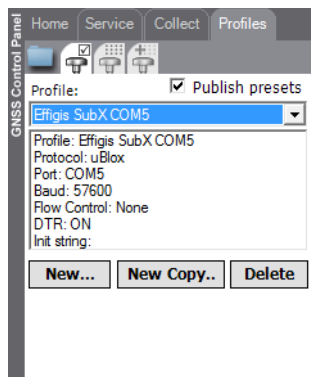 GNSS Control Panel
Home Service Collect Profiles
Profile: Publish presets
Effigis SubX COM5
Profile: Effigis SubX COM5
Protocol: uBlox
Port: COM5
Baud: 57600
Flow Control: None
DTR: ON
Init string:
New... New Copy.. Delete